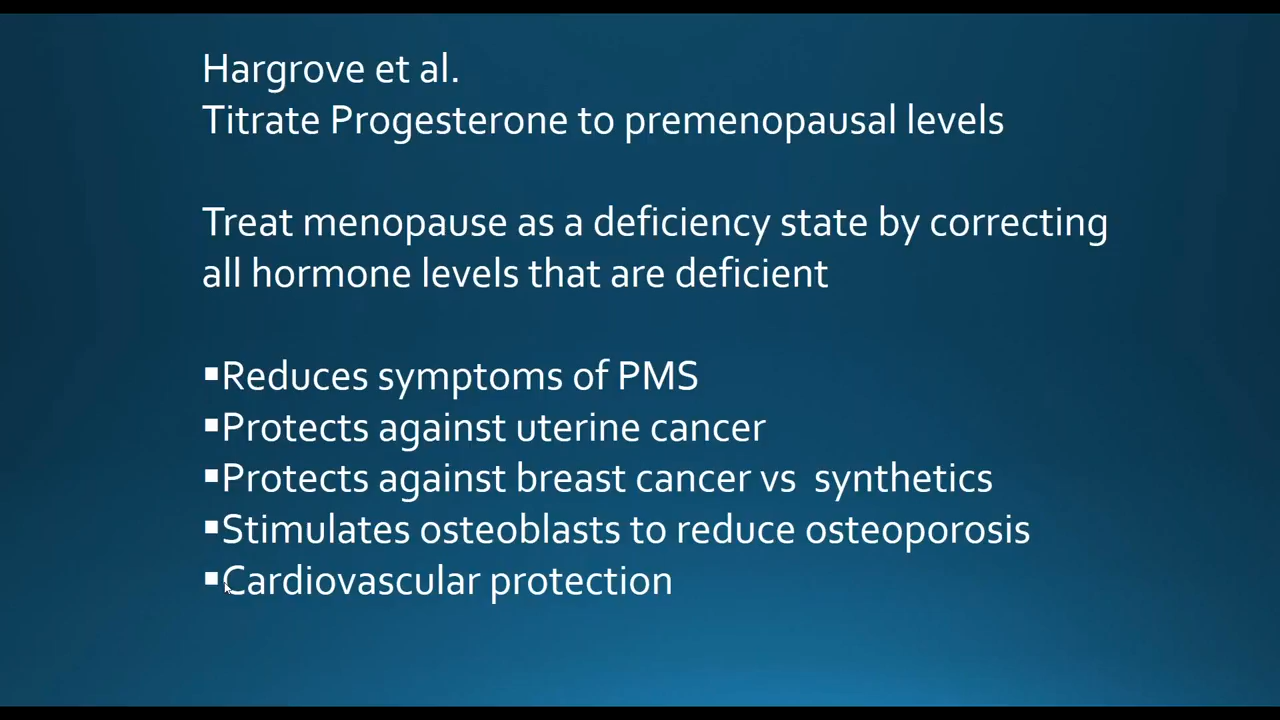 Hargrove et al.
Titrate Progesterone to premenopausal levels
Treat menopause as a deficiency state by correcting
all hormone levels that are deficient
▪Reduces symptoms of PMS
▪Protects against uterine cancer
▪Protects against breast cancer vs  synthetics
▪Stimulates osteoblasts to reduce osteoporosis
▪Cardiovascular protection